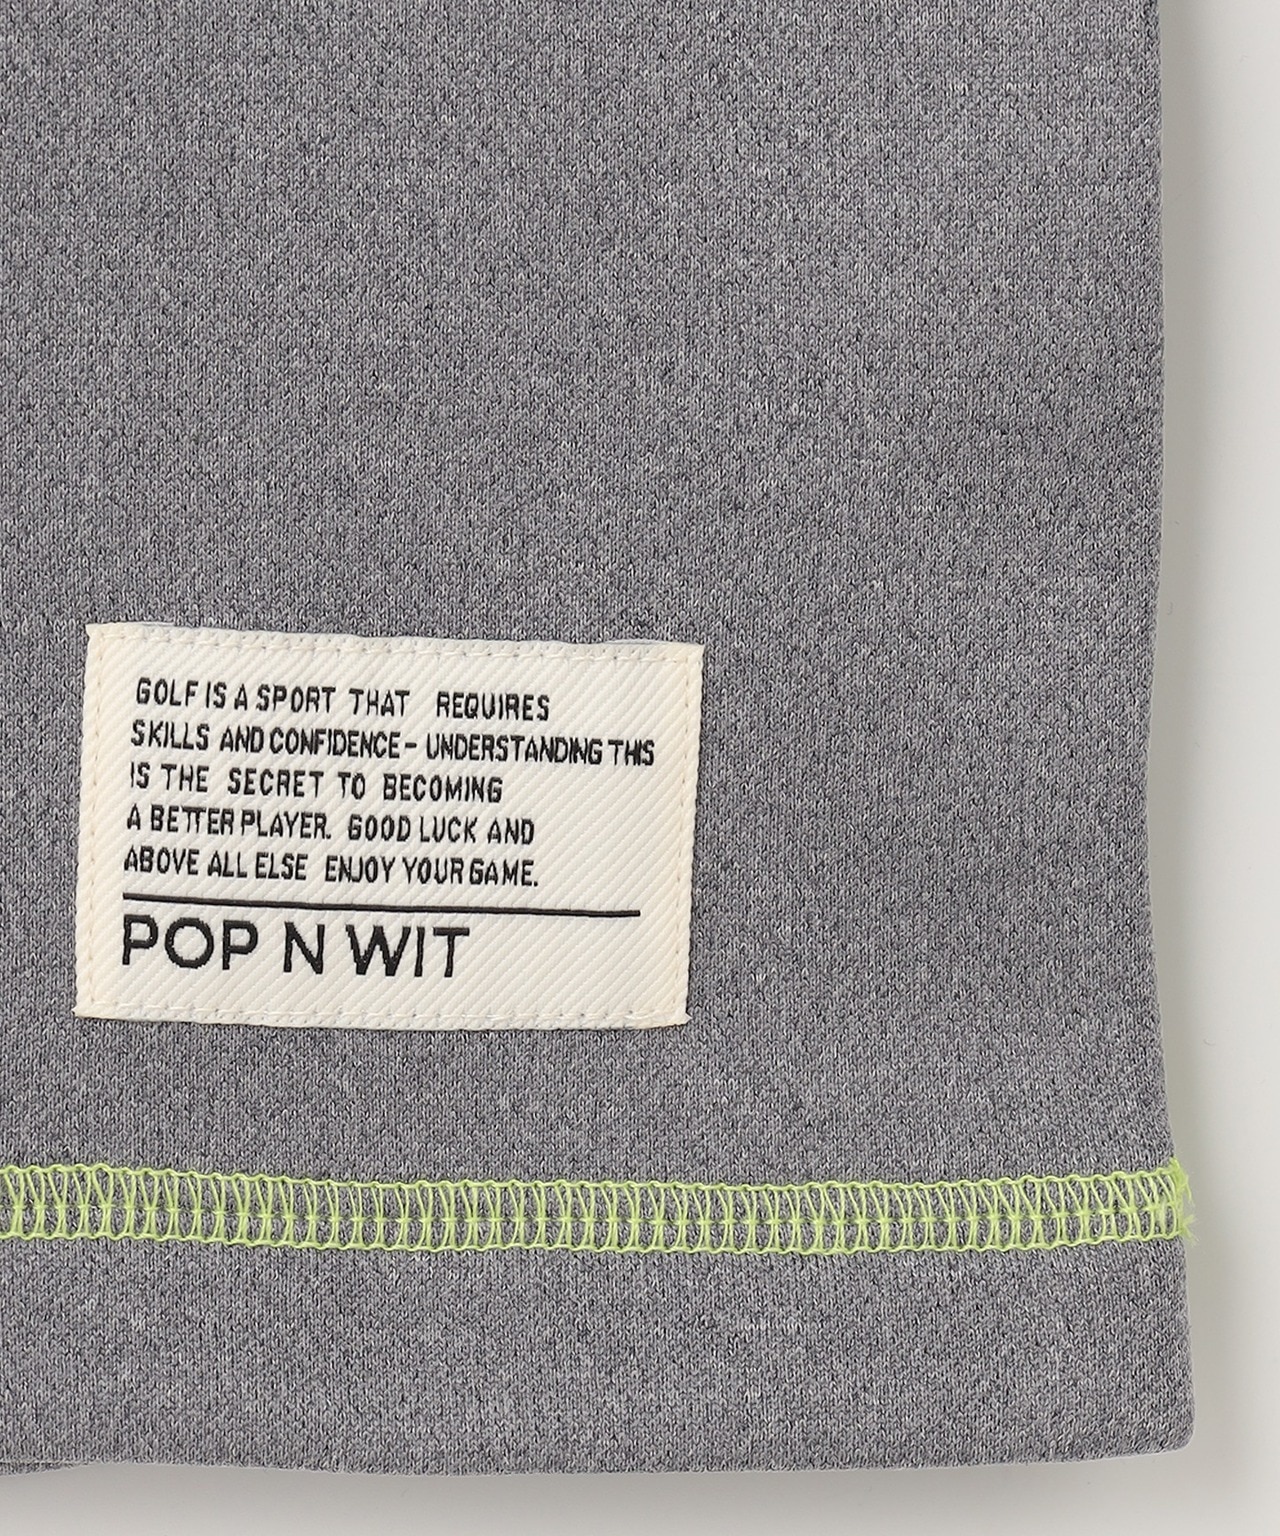 GOLF IS A SPORT THAT REQUIRES
SKILLS AND CONFIDENCE - UNDERSTANDING THIS
IS THE SECRET TO BECOMING
A BETTER PLAYER. GOOD LUCK AND
ABOVE ALL ELSE ENJOY YOUR GAME.
POP N WIT